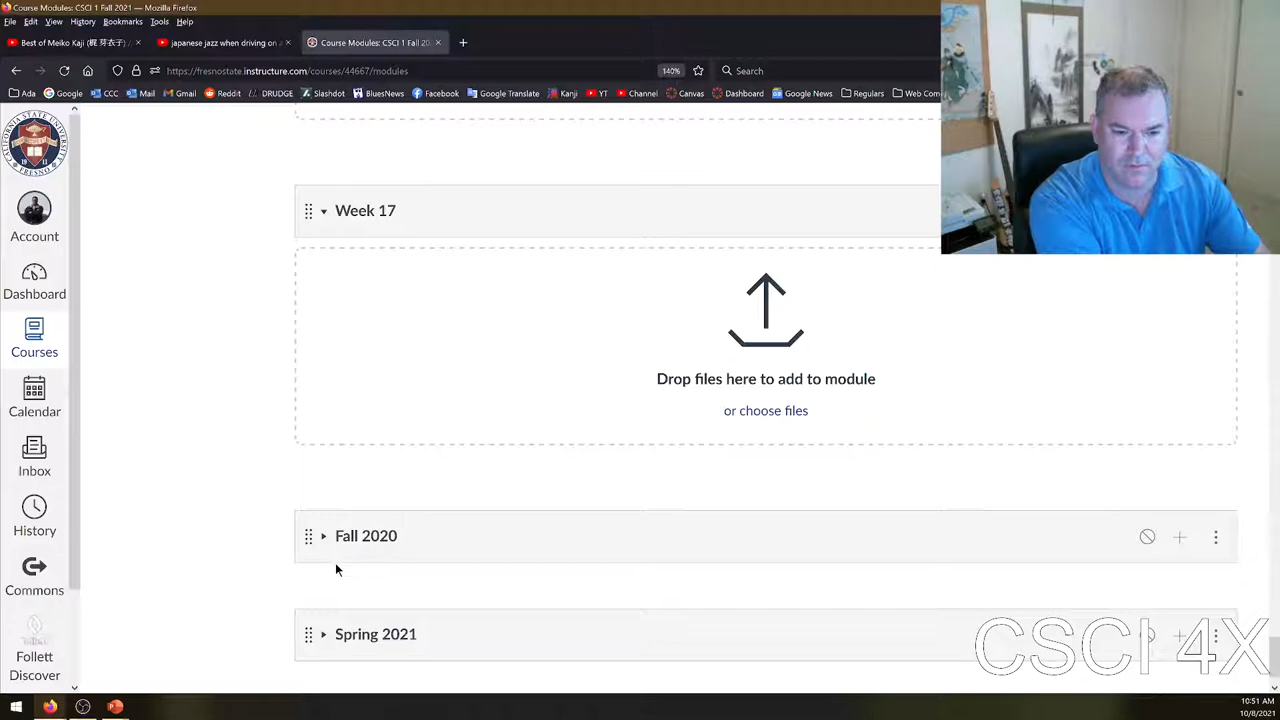 Course Modules: CSCI 1 Fall 2021 — Mozilla Firefox
File Edit View History Bookmarks Tools Help
Best of Meiko Kaji (梶 芽衣子)/
japanese jazz when driving on a
Course Modules: CSCI 1 Fall 20
https://fresnostate.instructure.com/courses/44667/modules
140%
Search
Ada Google CCC Mail Gmail Reddit DRUDGE Slashdot BluesNews Facebook Google Translate Kanji YT Channel Canvas Dashboard Google News Regulars Web Com
Account
Dashboard
Courses
Calendar
Inbox
History
Commons
Follett
Discover
Week 17
Drop files here to add to module
or choose files
Fall 2020
Spring 2021
CSCI 4X
10:51 AM
10/8/2021